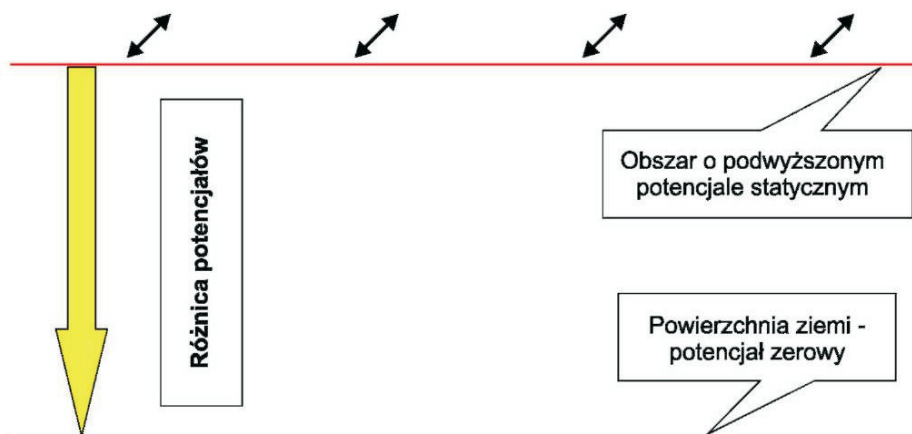 Różnica potencjałów
Obszar o podwyższonym
potencjale statycznym
Powierzchnia ziemi -
potencjał zerowy